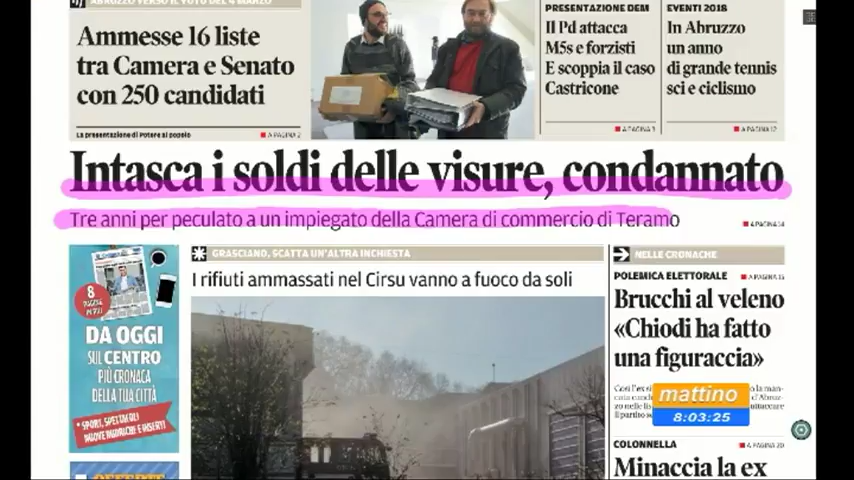 ABRUZZO VERSO IL VOTO DEL 4 MARZO
Ammesse 16 liste
tra Camera e Senato
con 250 candidati
La presentazione di Potere al popolo
A PAGINA 2
PRESENTAZIONE DEM
Il Pd attacca
M5s e forzisti
E scoppia il caso
Castricone
A PAGINA 3
EVENTI 2018
In Abruzzo
un anno
di grande tennis
sci e ciclismo
A PAGINA 12
Intasca i soldi delle visure, condannato
Tre anni per peculato a un impiegato della Camera di commercio di Teramo
A PAGINA 14
8
PAGINE
IN PIÙ
DA OGGI
SUL CENTRO
PIÙ CRONACA
DELLA TUA CITTÀ
* SPORT, SPETTACOLI
NUOVE RUBRICHE E INSERTI
GRASCIANO, SCATTA UN'ALTRA INCHIESTA
I rifiuti ammassati nel Cirsu vanno a fuoco da soli
NELLE CRONACHE
POLEMICA ELETTORALE
A PAGINA 15
Brucchi al veleno
«Chiodi ha fatto
una figuraccia»
mattino
8:03:25
COLONNELLA
A PAGINA 20
Minaccia la ex